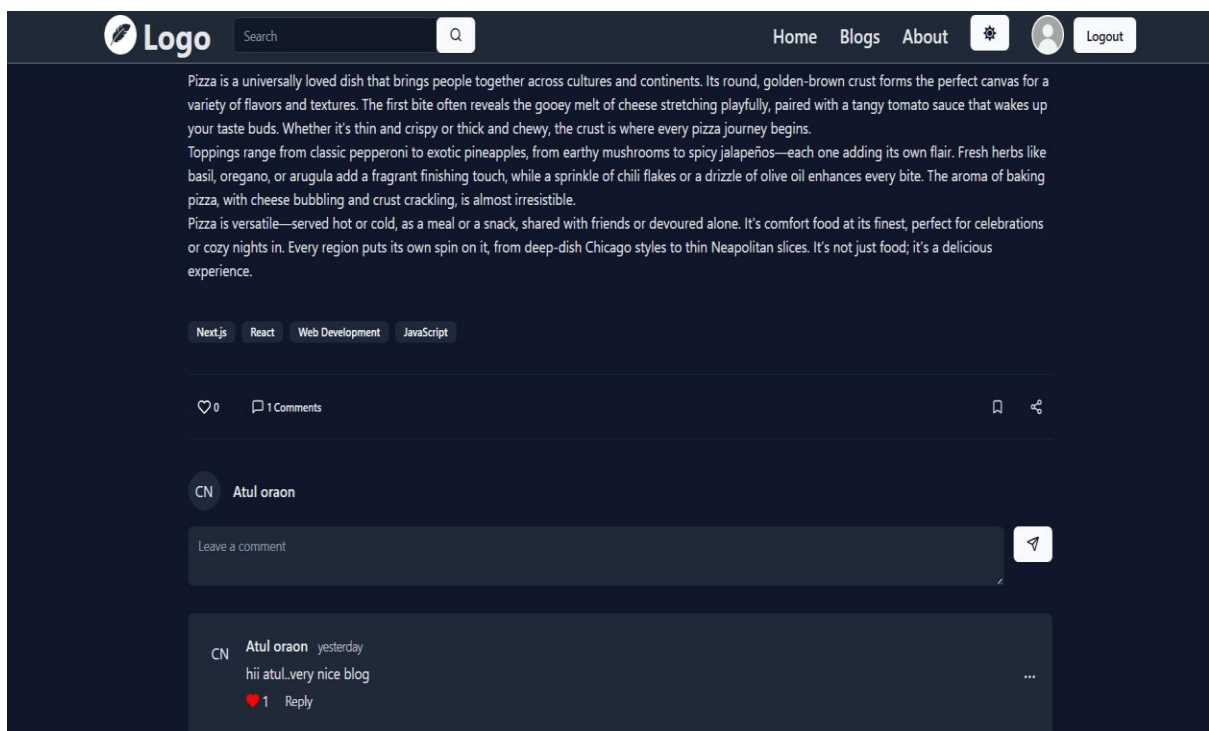 Logo Search Home Blogs About Logout
Pizza is a universally loved dish that brings people together across cultures and continents. Its round, golden-brown crust forms the perfect canvas for a
variety of flavors and textures. The first bite often reveals the gooey melt of cheese stretching playfully, paired with a tangy tomato sauce that wakes up
your taste buds. Whether it's thin and crispy or thick and chewy, the crust is where every pizza journey begins.
Toppings range from classic pepperoni to exotic pineapples, from earthy mushrooms to spicy jalapeños—each one adding its own flair. Fresh herbs like
basil, oregano, or arugula add a fragrant finishing touch, while a sprinkle of chili flakes or a drizzle of olive oil enhances every bite. The aroma of baking
pizza, with cheese bubbling and crust crackling, is almost irresistible.
Pizza is versatile—served hot or cold, as a meal or a snack, shared with friends or devoured alone. It's comfort food at its finest, perfect for celebrations
or cozy nights in. Every region puts its own spin on it, from deep-dish Chicago styles to thin Neapolitan slices. It's not just food; it's a delicious
experience.
Next.js React Web Development JavaScript
0 1 Comments
CN Atul oraon
Leave a comment
CN Atul oraon yesterday
hii atul..very nice blog
1 Reply